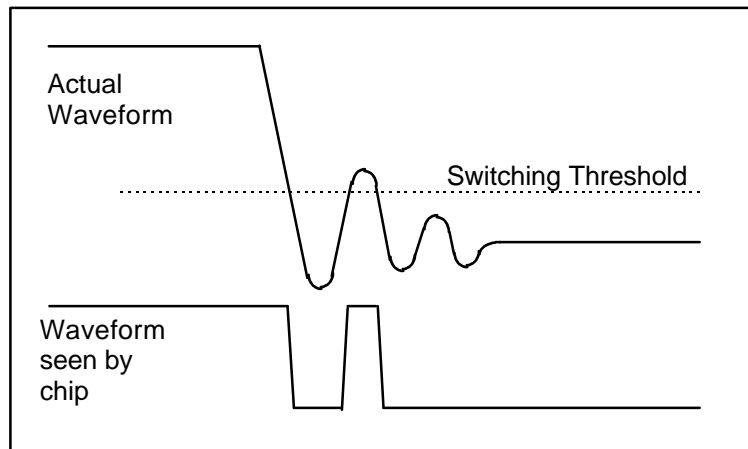 Actual
Waveform
Switching Threshold
Waveform
seen by
chip